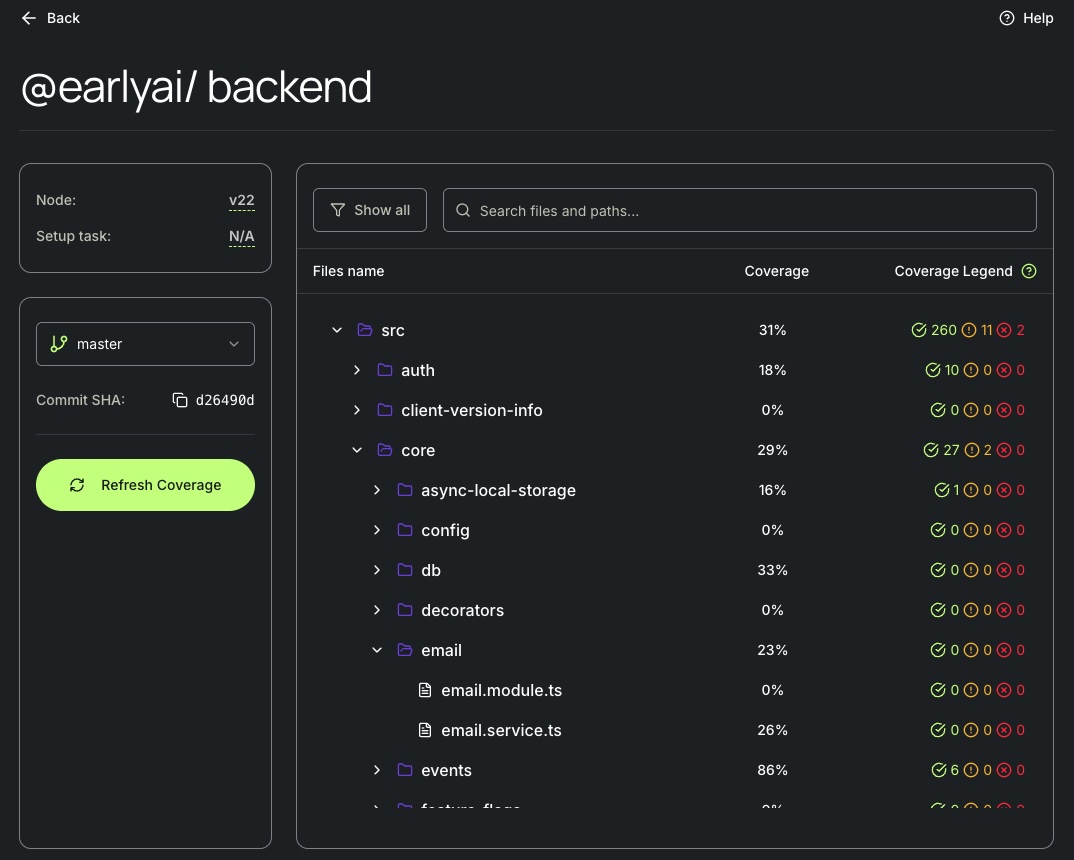 Back
Help
@earlyai/ backend
Node: v22
Setup task: N/A
master
Commit SHA: d26490d
Refresh Coverage
Show all
Search files and paths...
Files name Coverage Coverage Legend
src 31% 260 11 2
auth 18% 10 0 0
client-version-info 0% 0 0 0
core 29% 27 2 0
async-local-storage 16% 1 0 0
config 0% 0 0 0
db 33% 0 0 0
decorators 0% 0 0 0
email 23% 0 0 0
email.module.ts 0% 0 0 0
email.service.ts 26% 0 0 0
events 86% 6 0 0